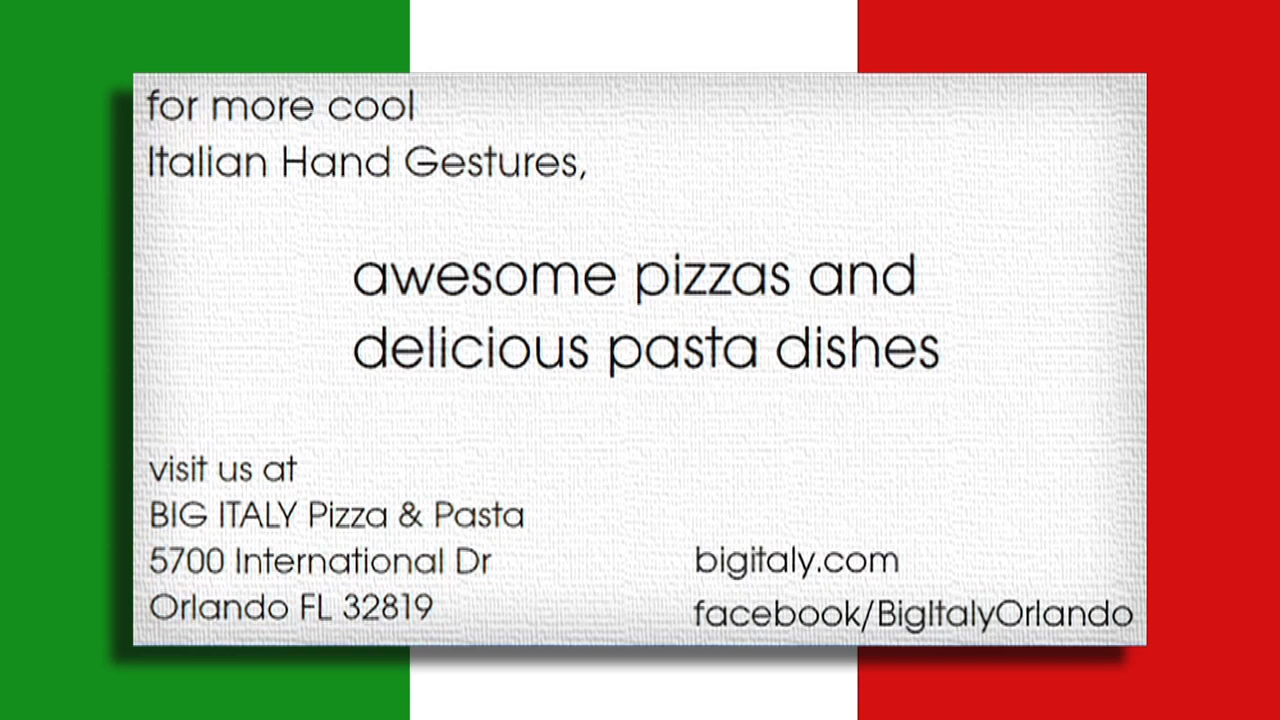 for more cool
Italian Hand Gestures,
awesome pizzas and
delicious pasta dishes
visit us at
BIG ITALY Pizza & Pasta
5700 International Dr
Orlando FL 32819
bigitaly.com
facebook/BigItalyOrlando